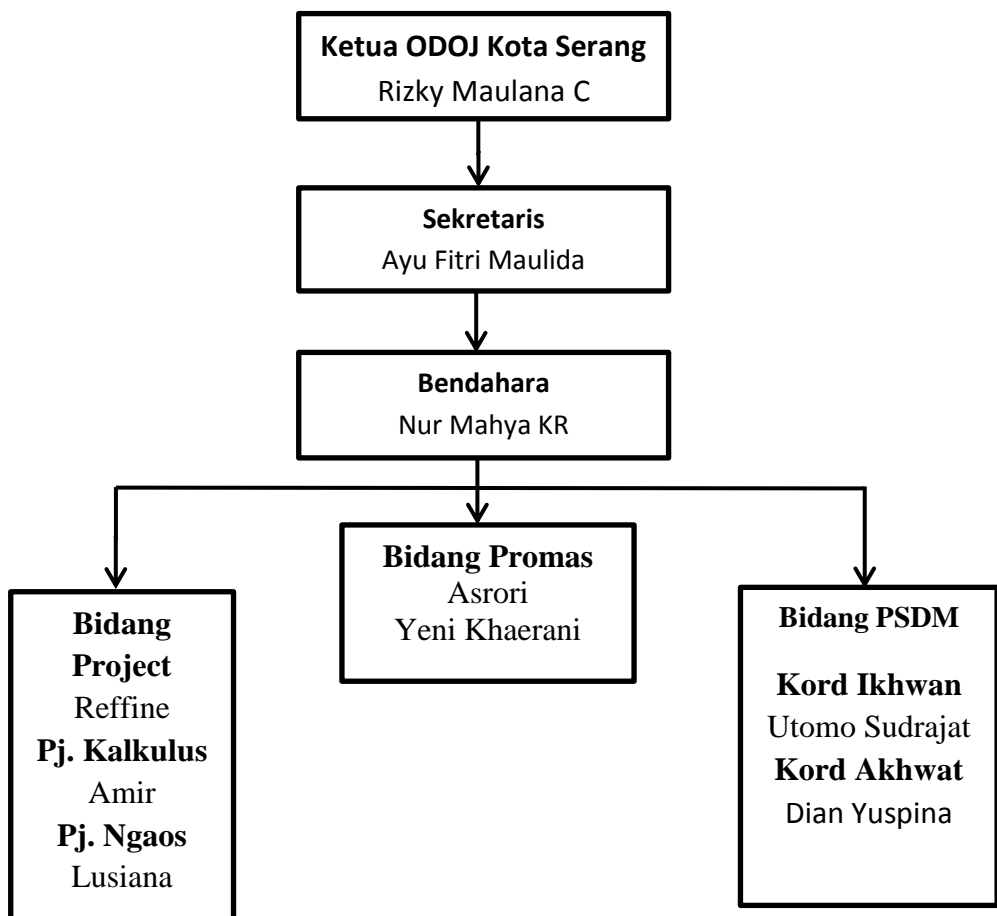 Ketua ODOJ Kota Serang
Rizky Maulana C
Sekretaris
Ayu Fitri Maulida
Bendahara
Nur Mahya KR
Bidang
Project
Reffine
Pj. Kalkulus
Amir
Pj. Ngaos
Lusiana
Bidang Promas
Asrori
Yeni Khaerani
Bidang PSDM
Kord Ikhwan
Utomo Sudrajat
Kord Akhwat
Dian Yuspina